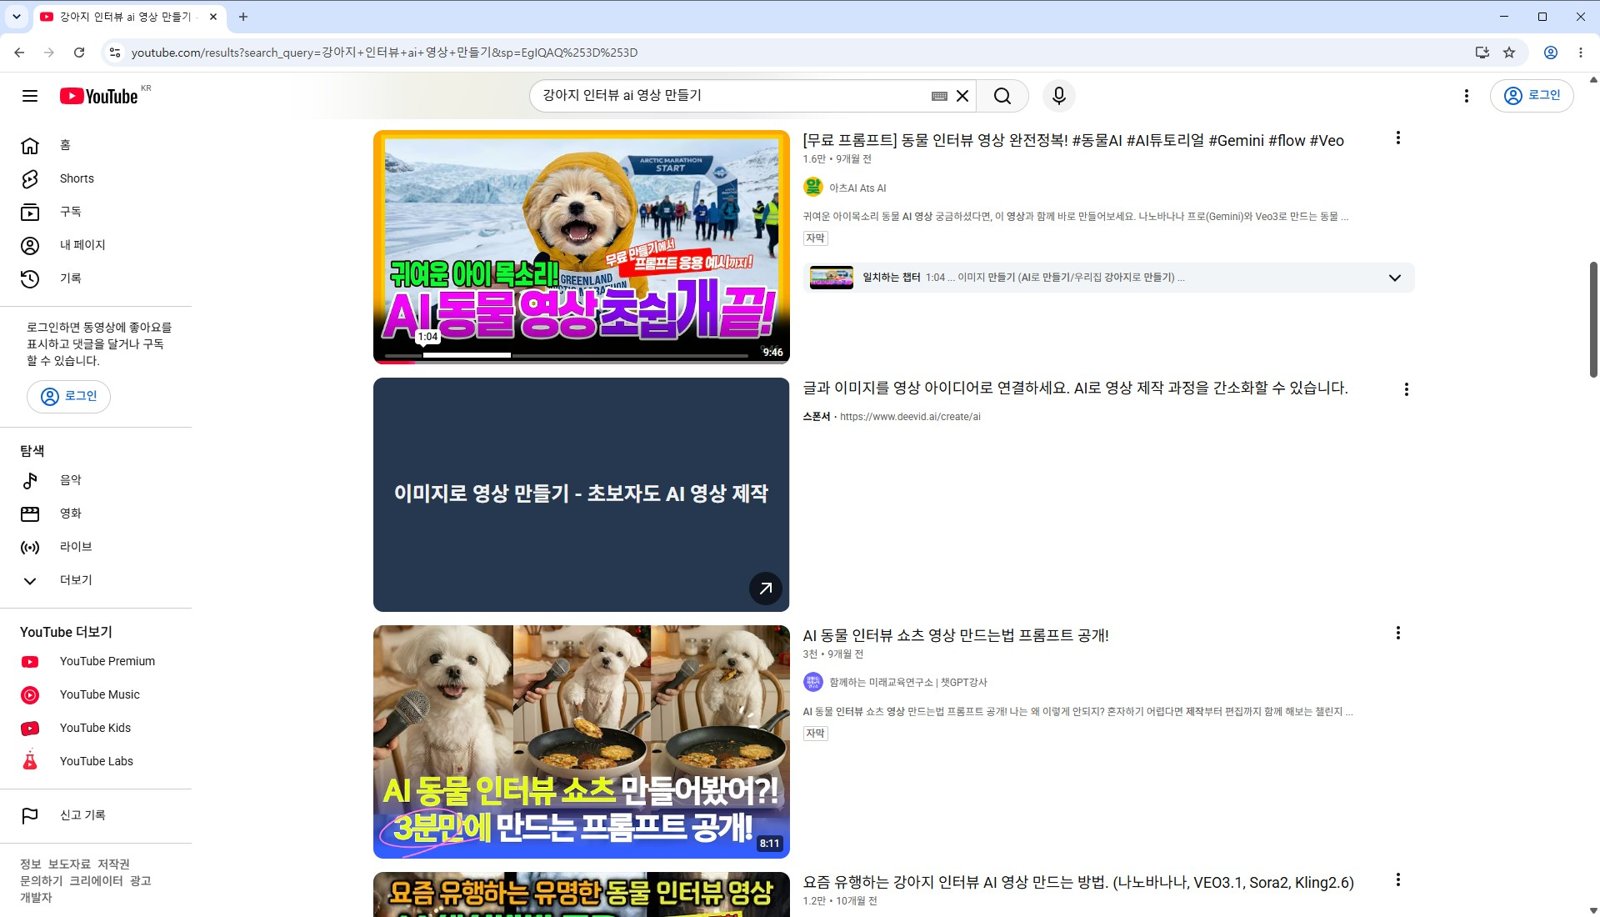 강아지 인터뷰 ai 영상 만들기
youtube.com/results?search_query=강아지+인터뷰+ai+영상+만들기&sp=EgIQAQ%253D%253D
YouTube KR
강아지 인터뷰 ai 영상 만들기
로그인
홈
Shorts
구독
내 페이지
기록
로그인하면 동영상에 좋아요를
표시하고 댓글을 달거나 구독
할 수 있습니다.
로그인
탐색
음악
영화
라이브
더보기
YouTube 더보기
YouTube Premium
YouTube Music
YouTube Kids
YouTube Labs
신고 기록
정보 보도자료 저작권
문의하기 크리에이터 광고
개발자
ARCTIC MARATHON
START
무료 만들기에서
프롬프트 응용 예시까지!
귀여운 아이 목소리!
GREENLAND
AI 동물 영상 초쉽개 끝!
1:04
9:46
[무료 프롬프트] 동물 인터뷰 영상 완전정복! #동물AI #AI튜토리얼 #Gemini #flow #Veo
1.6만 • 9개월 전
아츠AI Ats AI
귀여운 아이목소리 동물 AI 영상 궁금하셨다면, 이 영상과 함께 바로 만들어보세요. 나노바나나 프로(Gemini)와 Veo3로 만드는 동물 ...
자막
일치하는 챕터 1:04 ... 이미지 만들기 (AI로 만들기/우리집 강아지로 만들기) ...
이미지로 영상 만들기 - 초보자도 AI 영상 제작
글과 이미지를 영상 아이디어로 연결하세요. AI로 영상 제작 과정을 간소화할 수 있습니다.
스폰서 · https://www.deevid.ai/create/ai
AI 동물 인터뷰 쇼츠 만들어봤어?!
3분만에 만드는 프롬프트 공개!
8:11
AI 동물 인터뷰 쇼츠 영상 만드는법 프롬프트 공개!
3천 • 9개월 전
함께하는 미래교육연구소 | 챗GPT강사
AI 동물 인터뷰 쇼츠 영상 만드는법 프롬프트 공개! 나는 왜 이렇게 안되지? 혼자하기 어렵다면 제작부터 편집까지 함께 해보는 챌린지 ...
자막
요즘 유행하는 유명한 동물 인터뷰 영상
요즘 유행하는 강아지 인터뷰 AI 영상 만드는 방법. (나노바나나, VEO3.1, Sora2, Kling2.6)
1.2만 • 10개월 전